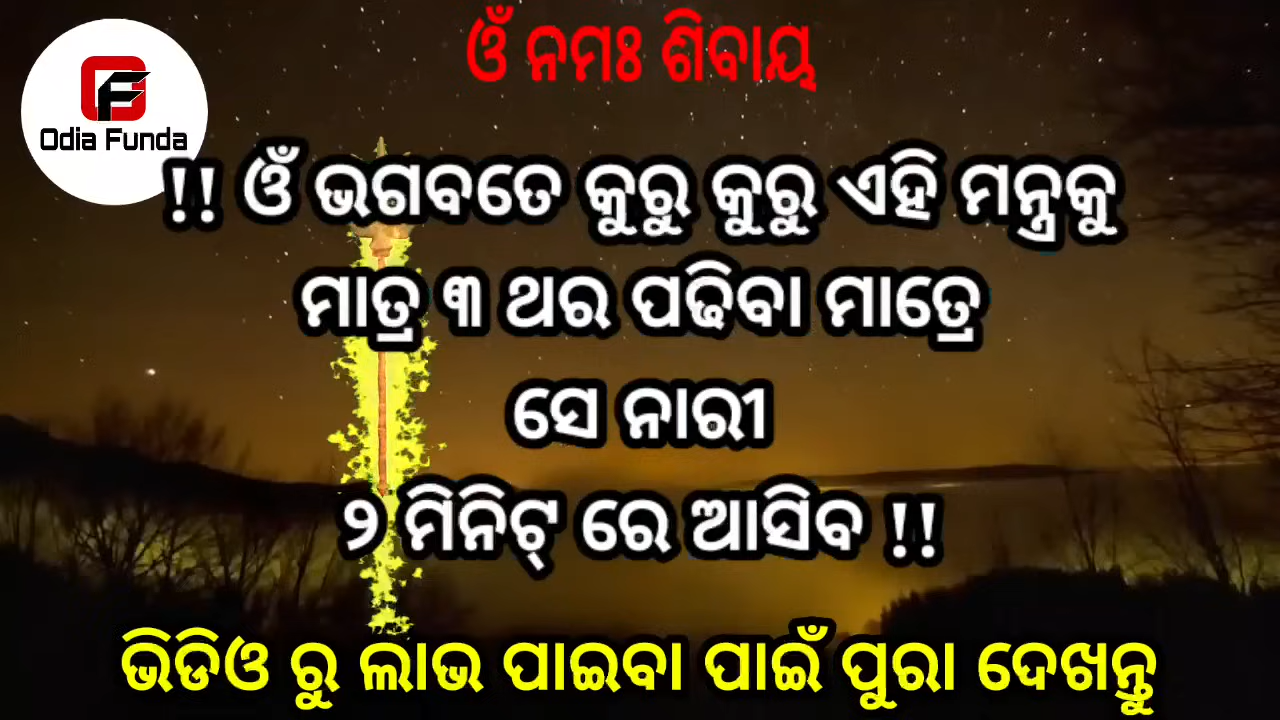 ଓଁ ନମଃ ଶିବାୟ
Odia Funda
!! ଓଁ ଭଗବତେ କୁରୁ କୁରୁ ଏହି ମନ୍ତ୍ରକୁ
ମାତ୍ର ୩ ଥର ପଢିବା ମାତ୍ରେ
ସେ ନାରୀ
୨ ମିନିଟ୍ ରେ ଆସିବ !!
ଭିଡିଓ ରୁ ଲାଭ ପାଇବା ପାଇଁ ପୁରା ଦେଖନ୍ତୁ